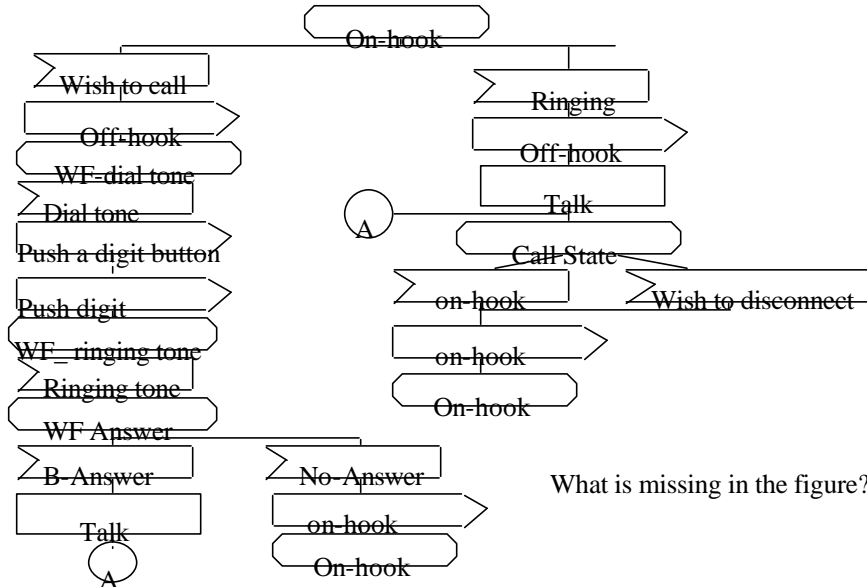 On-hook
Wish to call
Off-hook
WF-dial tone
Dial tone
Push a digit button
Push digit
WF_ ringing tone
Ringing tone
WF Answer
B-Answer
Talk
A
No-Answer
on-hook
On-hook
Ringing
Off-hook
Talk
A
Call State
on-hook
Wish to disconnect
on-hook
On-hook
What is missing in the figure?